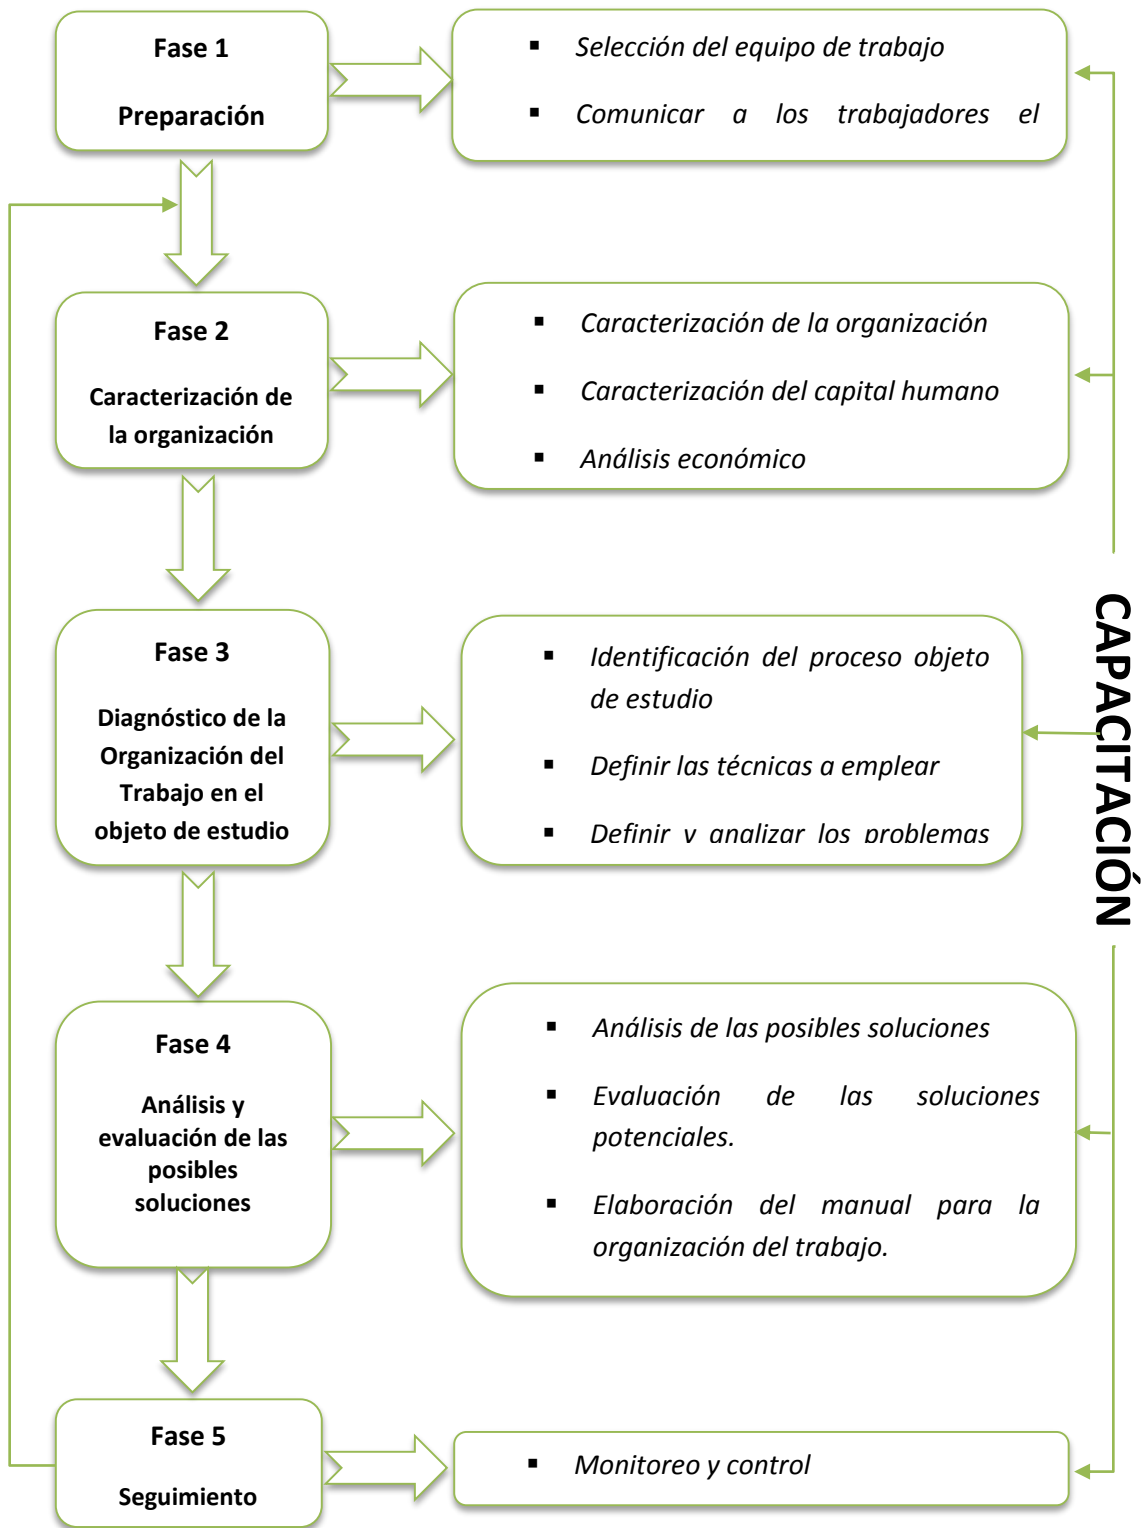 Fase 1
Preparación
▪ Selección del equipo de trabajo
▪ Comunicar a los trabajadores el
Fase 2
Caracterización de
la organización
▪ Caracterización de la organización
▪ Caracterización del capital humano
▪ Análisis económico
Fase 3
Diagnóstico de la
Organización del
Trabajo en el
objeto de estudio
▪ Identificación del proceso objeto
de estudio
▪ Definir las técnicas a emplear
▪ Definir y analizar los problemas
Fase 4
Análisis y
evaluación de las
posibles
soluciones
▪ Análisis de las posibles soluciones
▪ Evaluación de las soluciones
potenciales.
▪ Elaboración del manual para la
organización del trabajo.
Fase 5
Seguimiento
▪ Monitoreo y control
CAPACITACIÓN